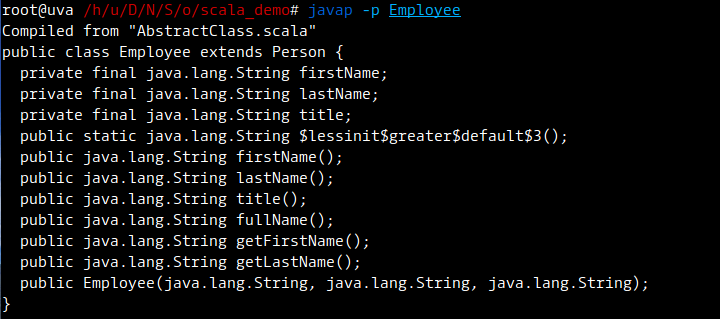 root@uva /h/u/D/N/S/o/scala_demo# javap -p Employee
Compiled from "AbstractClass.scala"
public class Employee extends Person {
  private final java.lang.String firstName;
  private final java.lang.String lastName;
  private final java.lang.String title;
  public static java.lang.String $lessinit$greater$default$3();
  public java.lang.String firstName();
  public java.lang.String lastName();
  public java.lang.String title();
  public java.lang.String fullName();
  public java.lang.String getFirstName();
  public java.lang.String getLastName();
  public Employee(java.lang.String, java.lang.String, java.lang.String);
}